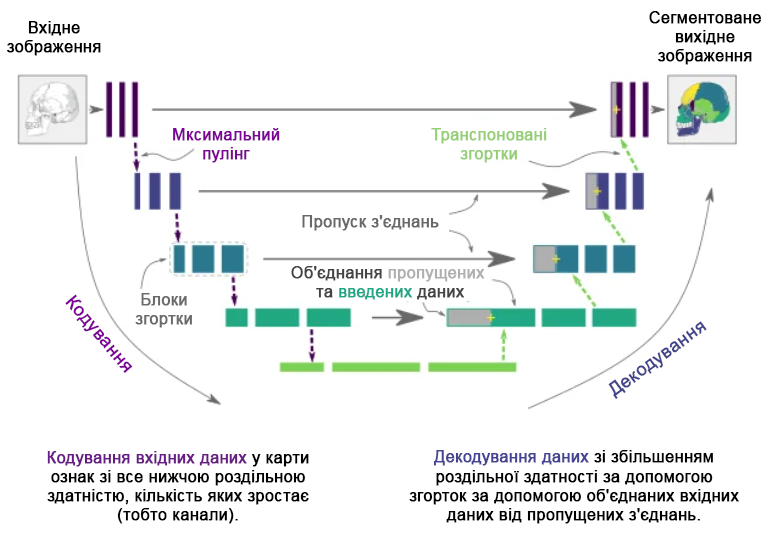 Вхідне
зображення
Сегментоване
вихідне
зображення
Мксимальний
пулінг
Транспоновані
згортки
Пропуск з'єднань
Блоки
згортки
Об'єднання пропущених
та введених даних
Кодування
Декодування
Кодування вхідних даних у карти
ознак зі все нижчою роздільною
здатністю, кількість яких зростає
(тобто канали).
Декодування даних зі збільшенням
роздільної здатності за допомогою
згорток за допомогою об'єднаних вхідних
даних від пропущених з'єднань.